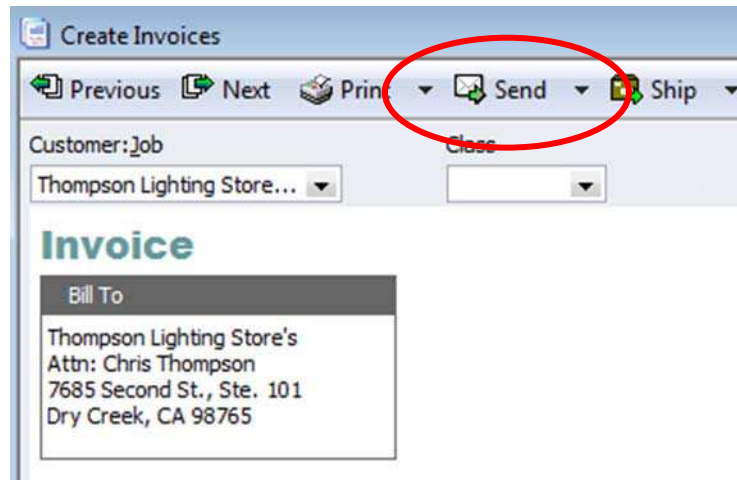 Create Invoices
Previous Next Print Send Ship
Customer:Job Class
Thompson Lighting Store...
Invoice
Bill To
Thompson Lighting Store's
Attn: Chris Thompson
7685 Second St., Ste. 101
Dry Creek, CA 98765